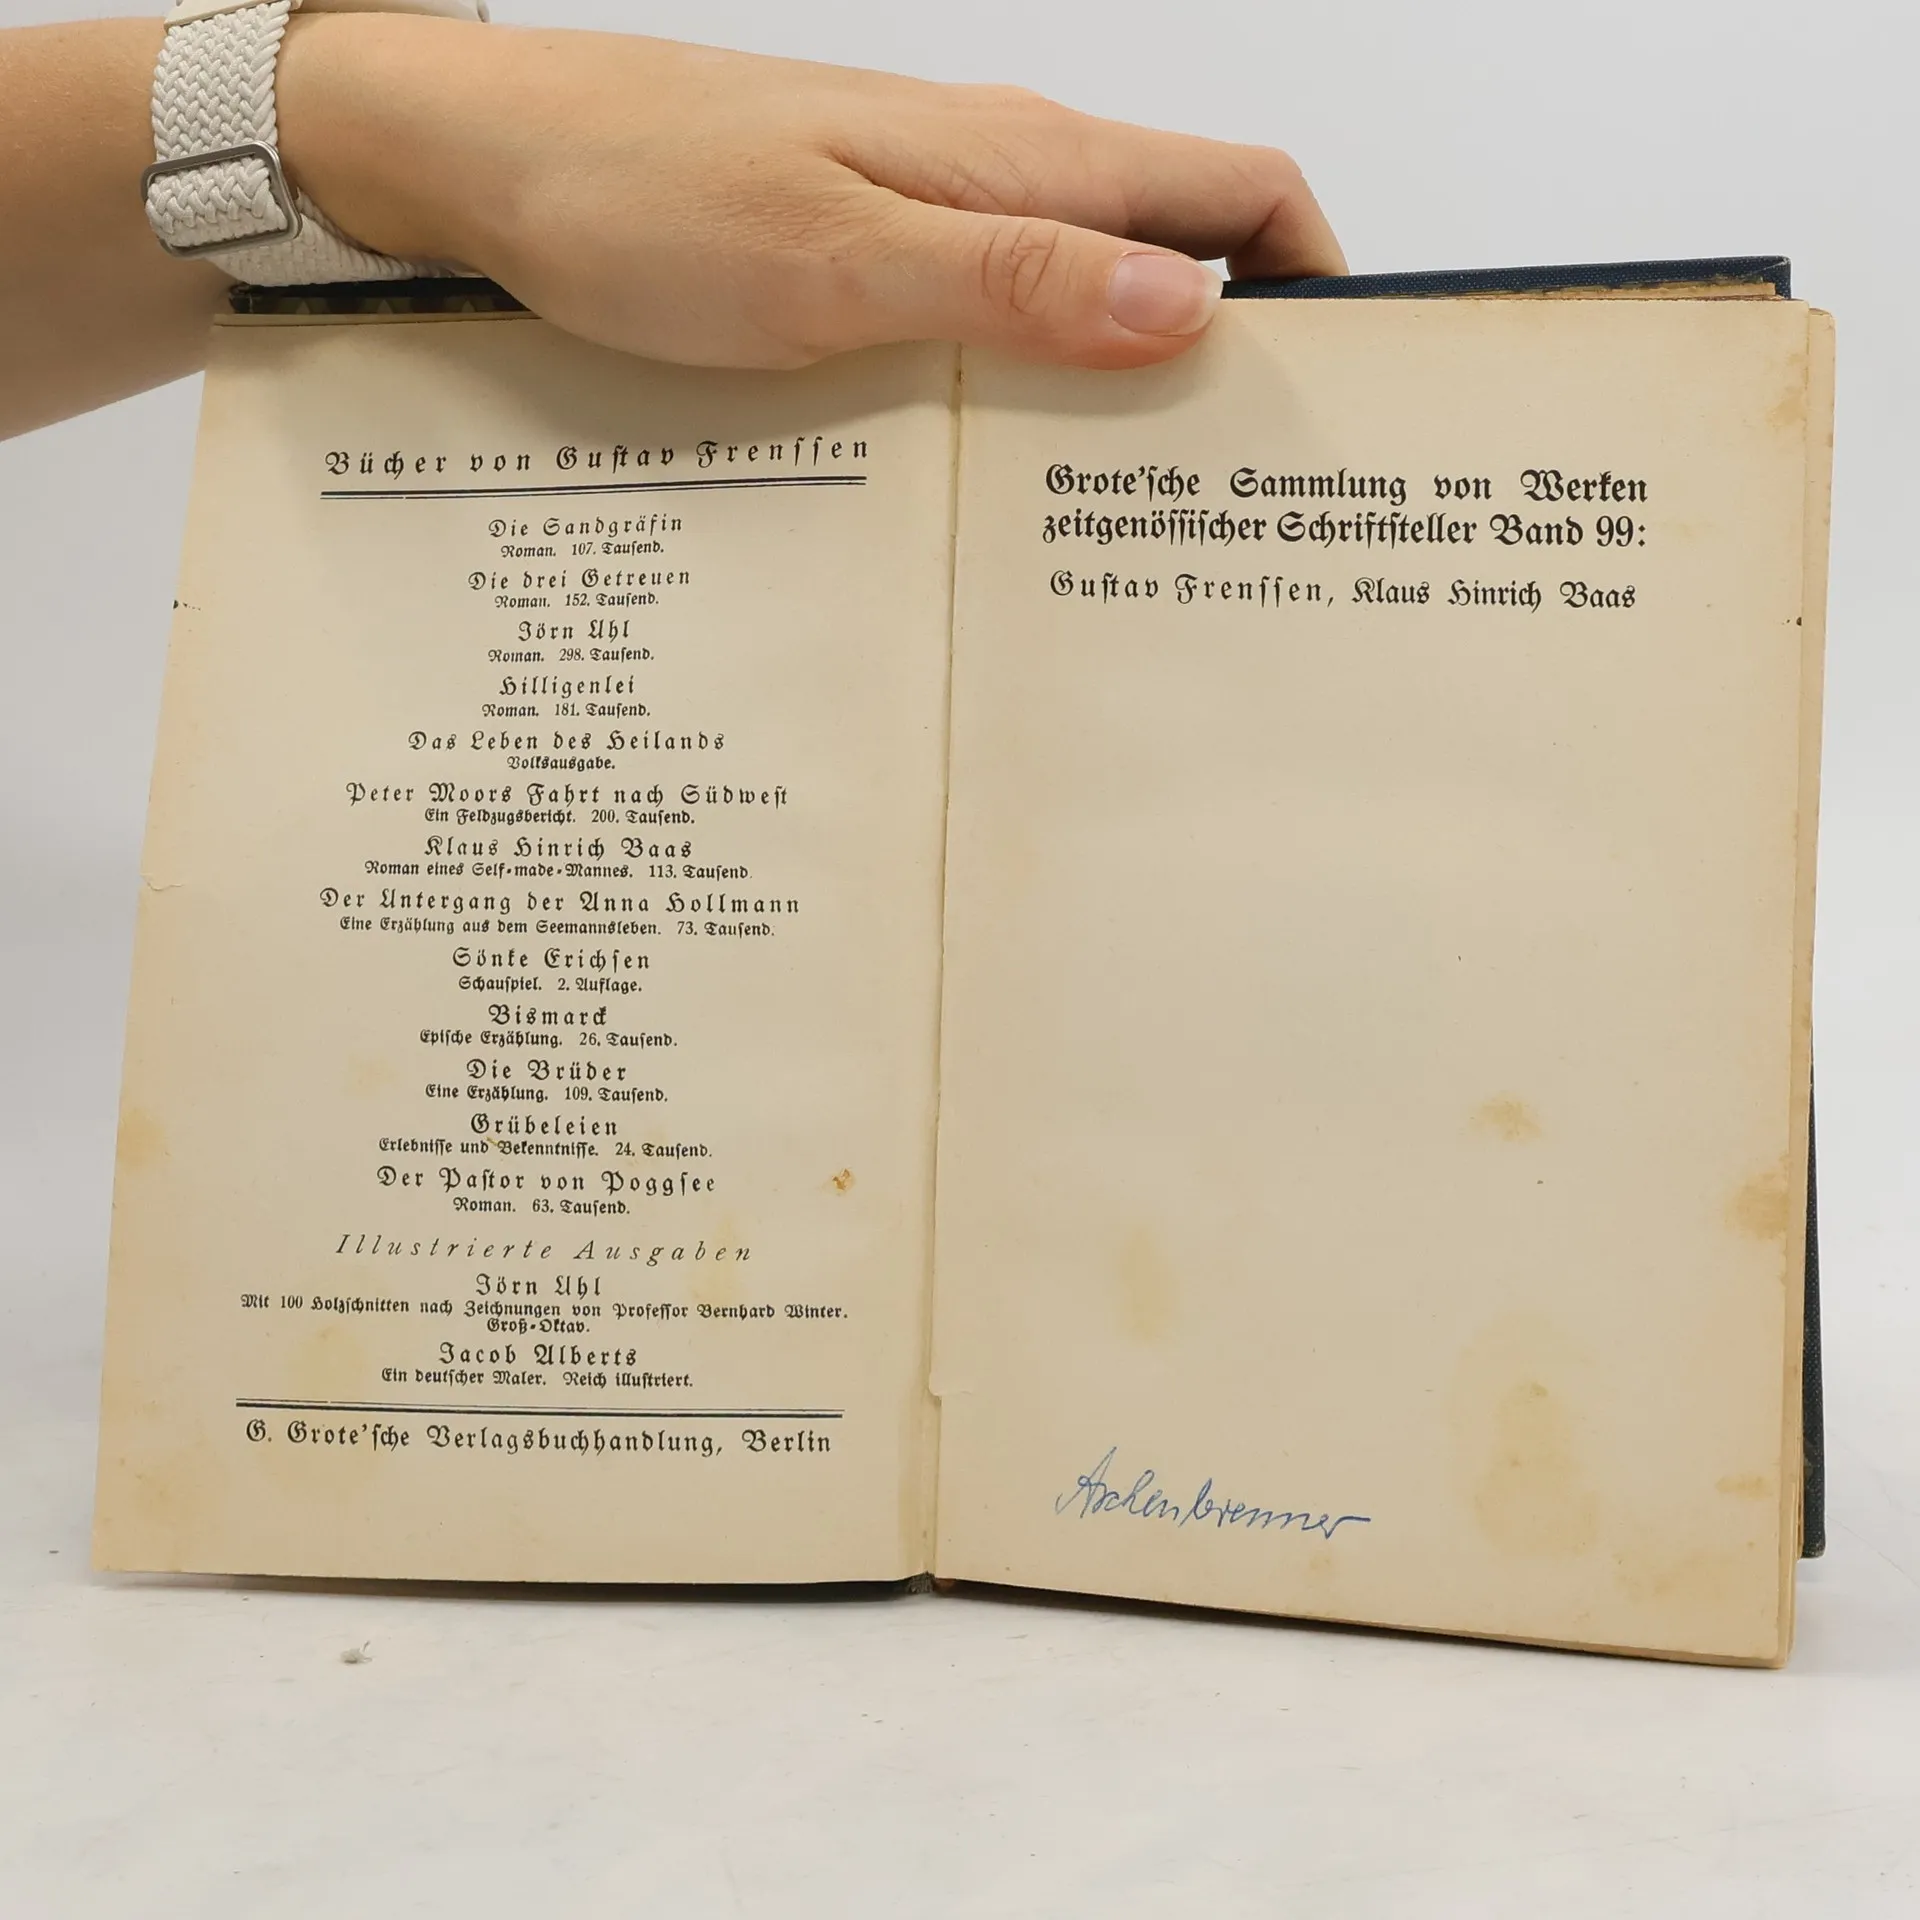 Bücher von Guſtav Frenſſen
Die Sandgräfin
Roman. 107. Tauſend.
Die drei Getreuen
Roman. 152. Tauſend.
Jörn Uhl
Roman. 298. Tauſend.
Hilligenlei
Roman. 181. Tauſend.
Das Leben des Heilands
Volksausgabe.
Peter Moors Fahrt nach Südweſt
Ein Feldzugsbericht. 200. Tauſend.
Klaus Hinrich Baas
Roman eines Self-made-Mannes. 113. Tauſend.
Der Untergang der Anna Hollmann
Eine Erzählung aus dem Seemannsleben. 73. Tauſend.
Sönke Erichſen
Schauſpiel. 2. Auflage.
Bismarck
Epiſche Erzählung. 26. Tauſend.
Die Brüder
Eine Erzählung. 109. Tauſend.
Grübeleien
Erlebniſſe und Bekenntniſſe. 24. Tauſend.
Der Paſtor von Poggſee
Roman. 63. Tauſend.
Illustrierte Ausgaben
Jörn Uhl
Mit 100 Holzſchnitten nach Zeichnungen von Profeſſor Bernhard Winter.
Groß-Oktav.
Jacob Alberts
Ein deutſcher Maler. Reich illuſtriert.
G. Grote'ſche Verlagsbuchhandlung, Berlin
Grote'ſche Sammlung von Werken
zeitgenöſſiſcher Schriftſteller Band 99:
Guſtav Frenſſen, Klaus Hinrich Baas
Aschenbrenner